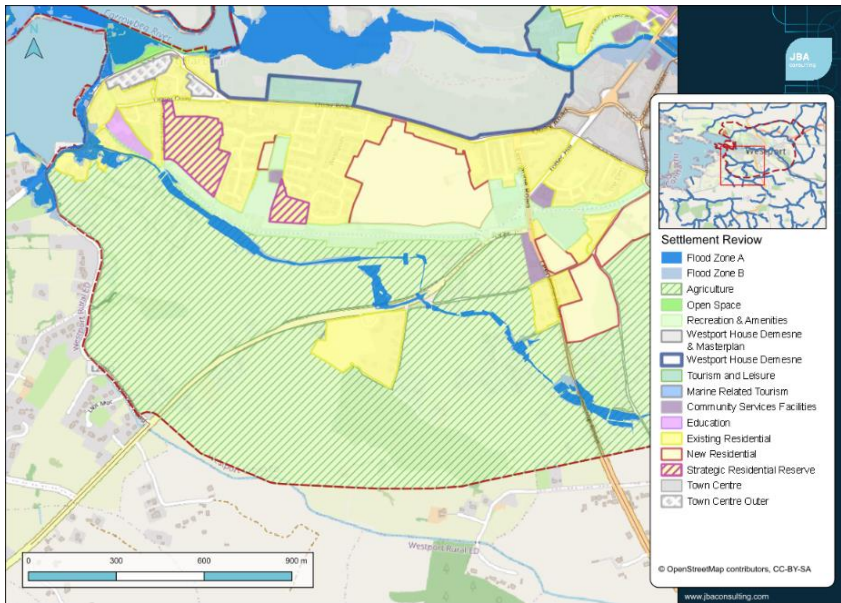 Carrowbeg River
N
JBA
CONSULTING
Westport
Settlement Review
Flood Zone A
Flood Zone B
Agriculture
Open Space
Recreation & Amenities
Westport House Demesne
& Masterplan
Westport House Demesne
Tourism and Leisure
Marine Related Tourism
Community Services Facilities
Education
Existing Residential
New Residential
Strategic Residential Reserve
Town Centre
Town Centre Outer
Westport Rural ED
Westport Rural ED
0 300 600 900 m
© OpenStreetMap contributors, CC-BY-SA
www.jbaconsulting.com